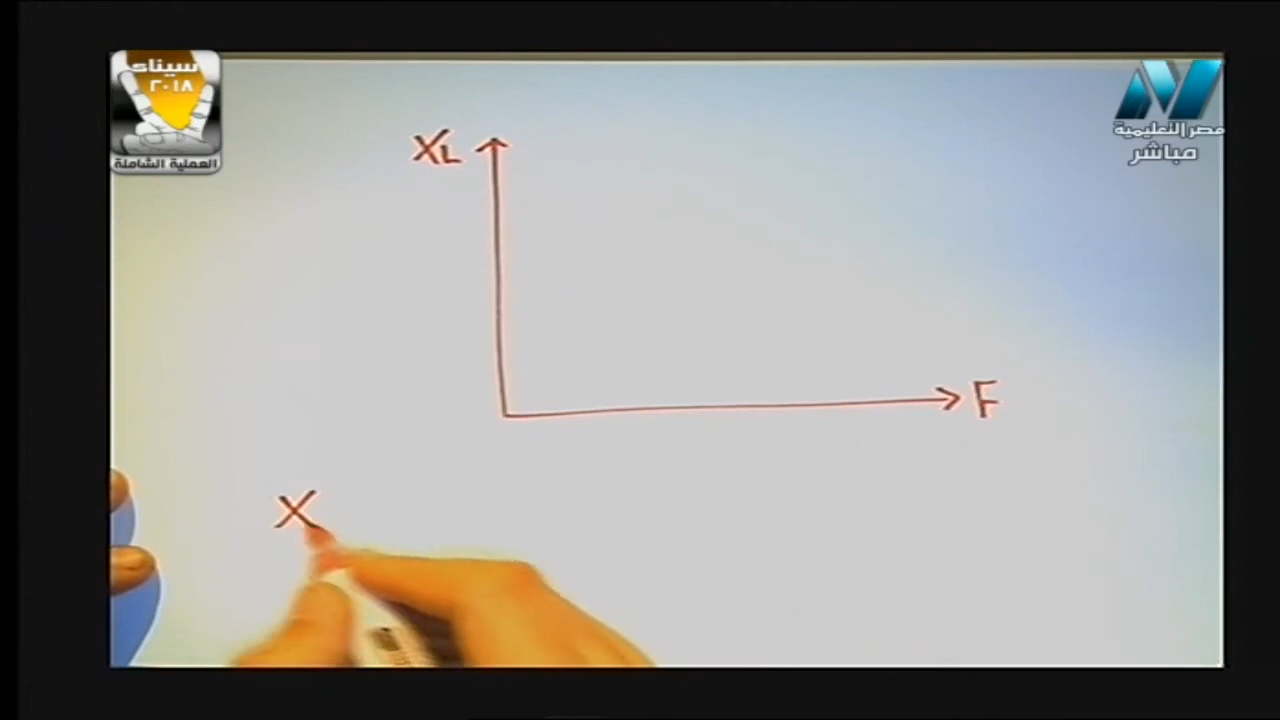 سيناء
٢٠١٨
العملية الشاملة
مصر التعليمية
مباشر
XL
F
X